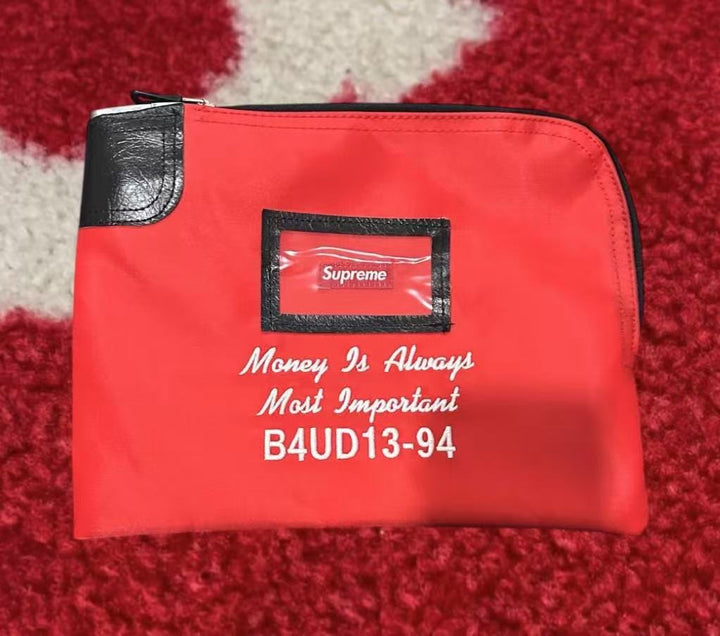 Supreme
Money Is Always
Most Important
B4UD13-94